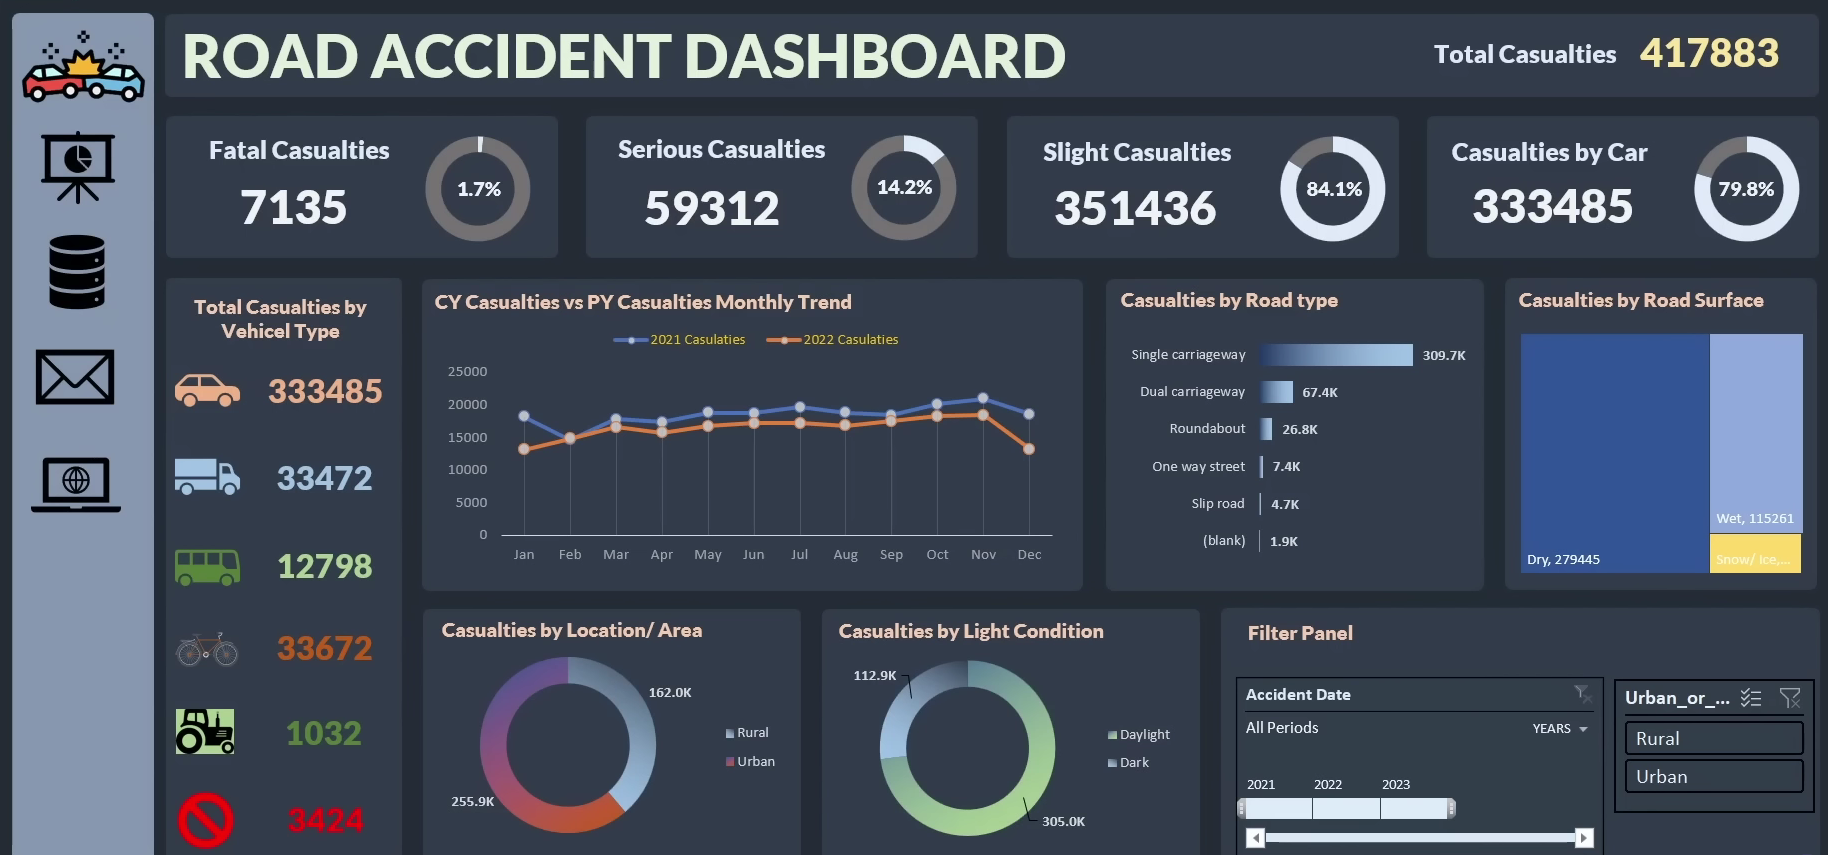 ROAD ACCIDENT DASHBOARD
Total Casualties 417883
Fatal Casualties
7135
1.7%
Serious Casualties
59312
14.2%
Slight Casualties
351436
84.1%
Casualties by Car
333485
79.8%
Total Casualties by
Vehicel Type
333485
33472
12798
33672
1032
3424
CY Casualties vs PY Casualties Monthly Trend
2021 Casulaties 2022 Casulaties
25000
20000
15000
10000
5000
0
Jan Feb Mar Apr May Jun Jul Aug Sep Oct Nov Dec
Casualties by Road type
Single carriageway 309.7K
Dual carriageway 67.4K
Roundabout 26.8K
One way street 7.4K
Slip road 4.7K
(blank) 1.9K
Casualties by Road Surface
Wet, 115261
Dry, 279445
Snow/ Ice,...
Casualties by Location/ Area
162.0K
255.9K
Rural
Urban
Casualties by Light Condition
112.9K
305.0K
Daylight
Dark
Filter Panel
Accident Date
All Periods YEARS
2021 2022 2023
Urban_or_...
Rural
Urban